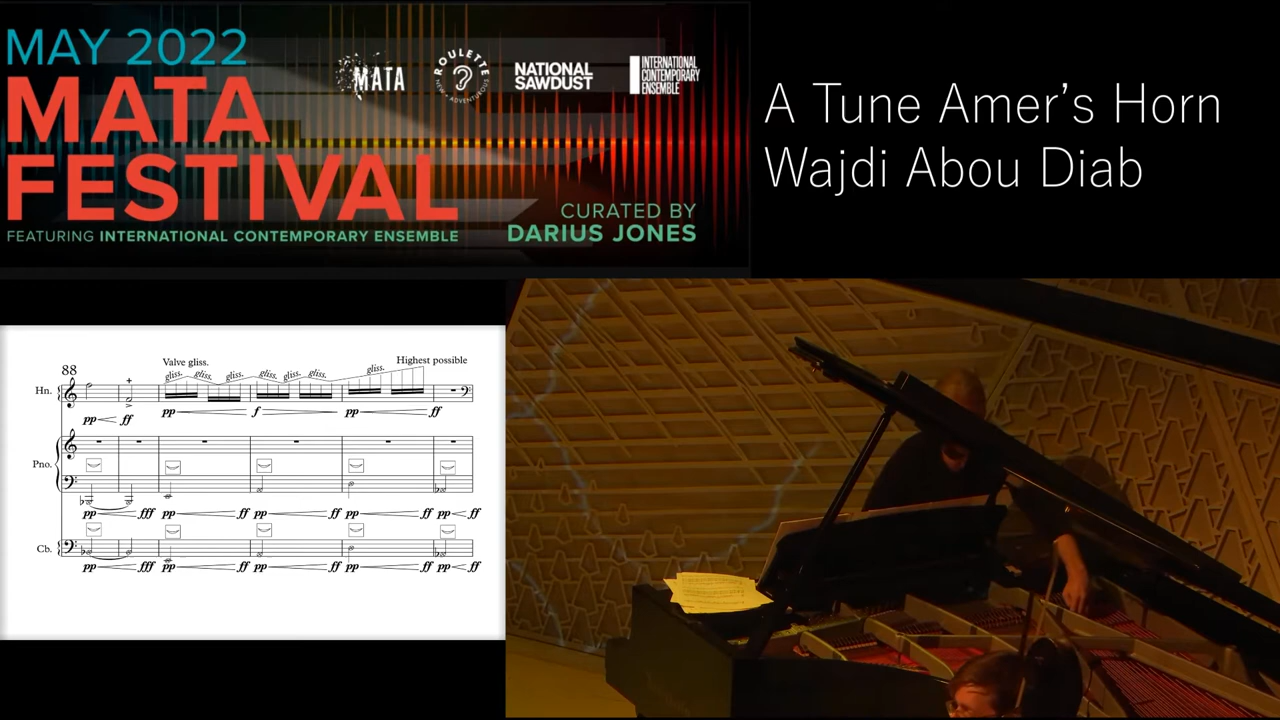 MAY 2022
MATA
FESTIVAL
FEATURING INTERNATIONAL CONTEMPORARY ENSEMBLE
MATA
ROULETTE
NEW + ADVENTUROUS
NATIONAL
SAWDUST
INTERNATIONAL
CONTEMPORARY
ENSEMBLE
CURATED BY
DARIUS JONES
A Tune Amer’s Horn
Wajdi Abou Diab
88
Valve gliss.
Highest possible
gliss. gliss. gliss. gliss. gliss. gliss. gliss.
Hn.
pp ff pp f pp ff
Pno.
pp fff pp ff pp ff pp ff pp ff
Cb.
pp fff pp ff pp ff pp ff pp ff